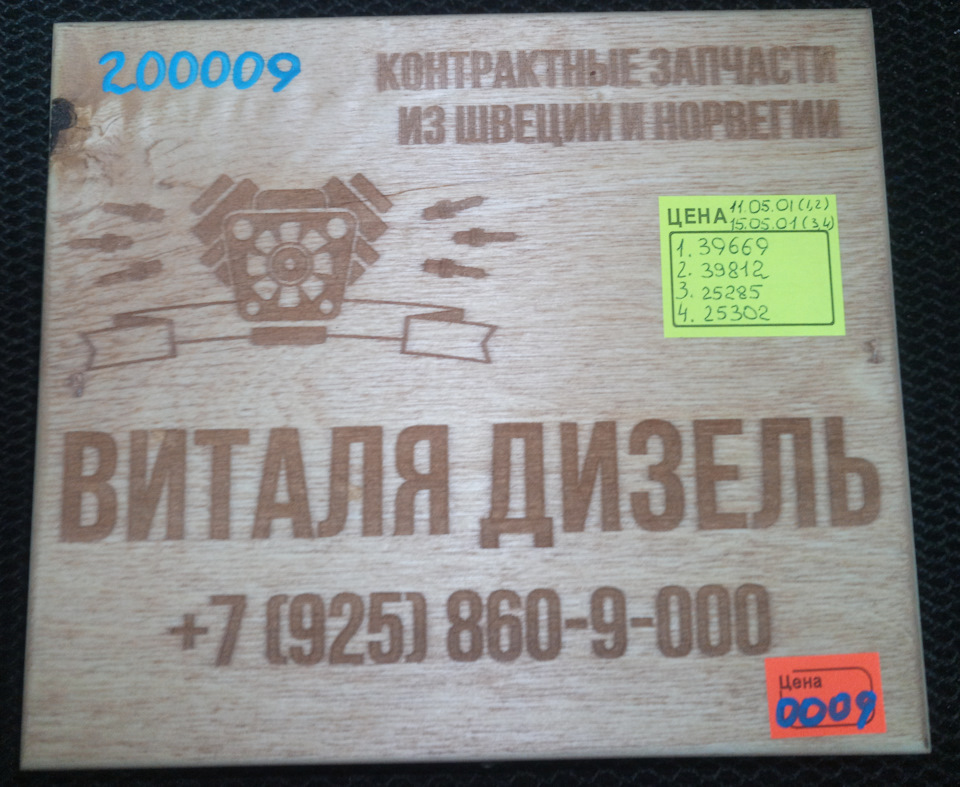 200009
КОНТРАКТНЫЕ ЗАПЧАСТИ
ИЗ ШВЕЦИИ И НОРВЕГИИ
ЦЕНА 11.05.01 (1,2)
15.05.01 (3,4)
1. 39669
2. 39812
3. 25285
4. 25302
ВИТАЛЯ ДИЗЕЛЬ
+7 (925) 860-9-000
Цена
0009